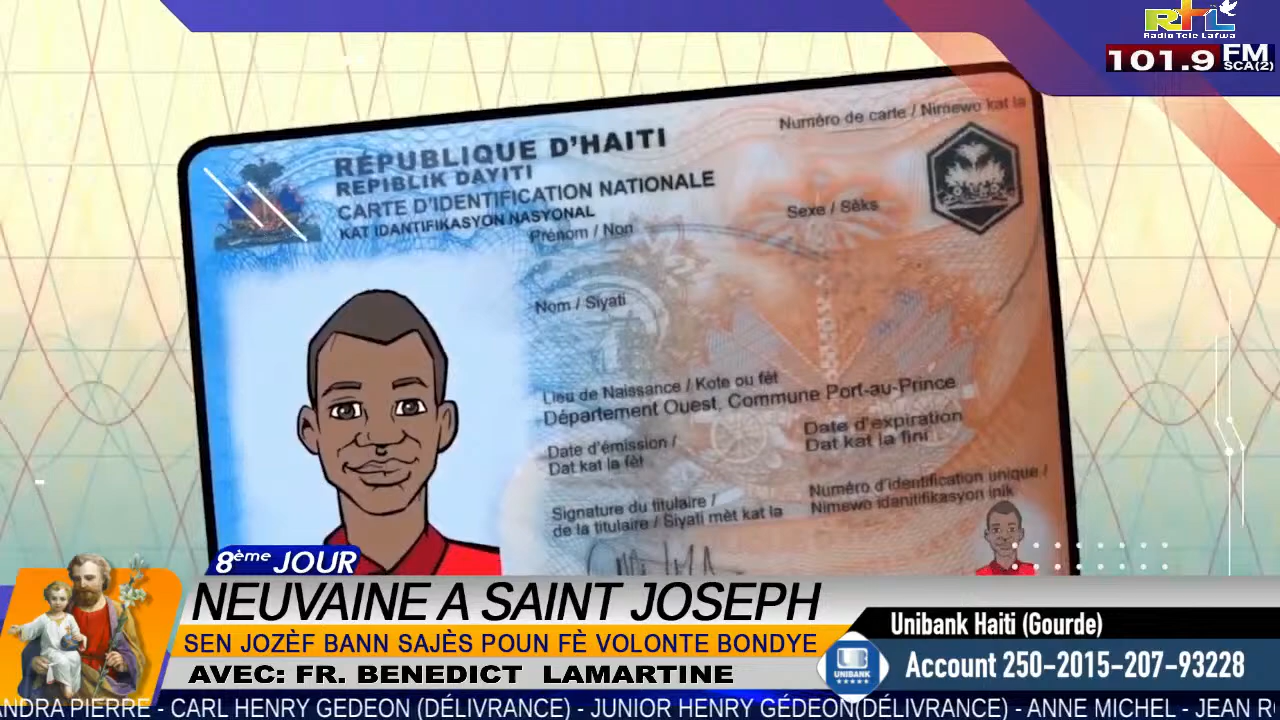 RTL
Radio Tele Lafwa
101.9 FM
SCA(2)
Numéro de carte / Nimewo kat la
RÉPUBLIQUE D'HAITI
REPIBLIK DAYITI
CARTE D'IDENTIFICATION NATIONALE
KAT IDANTIFIKASYON NASYONAL
Prénom / Non
Sexe / Sèks
Nom / Siyati
Lieu de Naissance / Kote ou fèt
Département Ouest, Commune Port-au-Prince
Date d'émission /
Dat kat la fèt
Date d'expiration
Dat kat la fini
Signature du titulaire /
de la titulaire / Siyati mèt kat la
Numéro d'identification unique /
Nimewo idanitifikasyon inik
8ème JOUR
NEUVAINE A SAINT JOSEPH
SEN JOZÈF BANN SAJÈS POUN FÈ VOLONTE BONDYE
AVEC: FR. BENEDICT LAMARTINE
Unibank Haiti (Gourde)
UNIBANK
Account 250-2015-207-93228
ANDRA PIERRE - CARL HENRY GEDEON (DÉLIVRANCE) - JUNIOR HENRY GEDEON(DÉLIVRANCE) - ANNE MICHEL - JEAN R